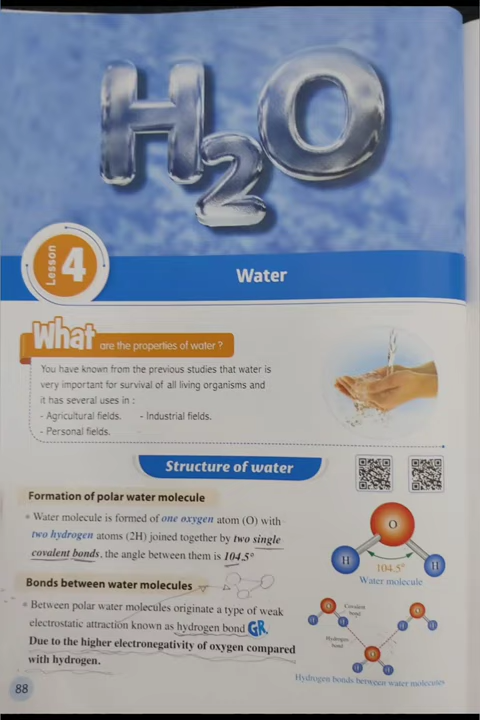 H2O
Lesson
4
Water
What are the properties of water ?
You have known from the previous studies that water is
very important for survival of all living organisms and
it has several uses in :
- Agricultural fields. - Industrial fields.
- Personal fields.
Structure of water
Formation of polar water molecule
• Water molecule is formed of one oxygen atom (O) with
two hydrogen atoms (2H) joined together by two single
covalent bonds, the angle between them is 104.5°
O
H
H
104.5°
Water molecule
Bonds between water molecules
• Between polar water molecules originate a type of weak
electrostatic attraction known as hydrogen bond GR
Due to the higher electronegativity of oxygen compared
with hydrogen.
Covalent
bond
Hydrogen
bond
Hydrogen bonds between water molecules
88